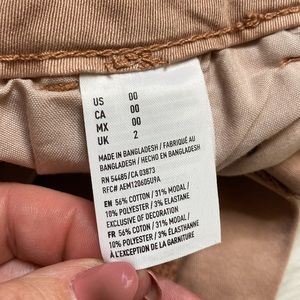 US 00
CA 00
MX 00
UK 2
MADE IN BANGLADESH / FABRIQUÉ AU
BANGLADESH / HECHO EN BANGLADESH
RN 54485/CA 03873
RFC# AEM120605U9A
EN 56% COTTON / 31% MODAL /
10% POLYESTER / 3% ELASTANE
EXCLUSIVE OF DECORATION
FR 56% COTON / 31% MODAL /
10% POLYESTER / 3% ÉLASTHANNE
À L'EXCEPTION DE LA GARNITURE